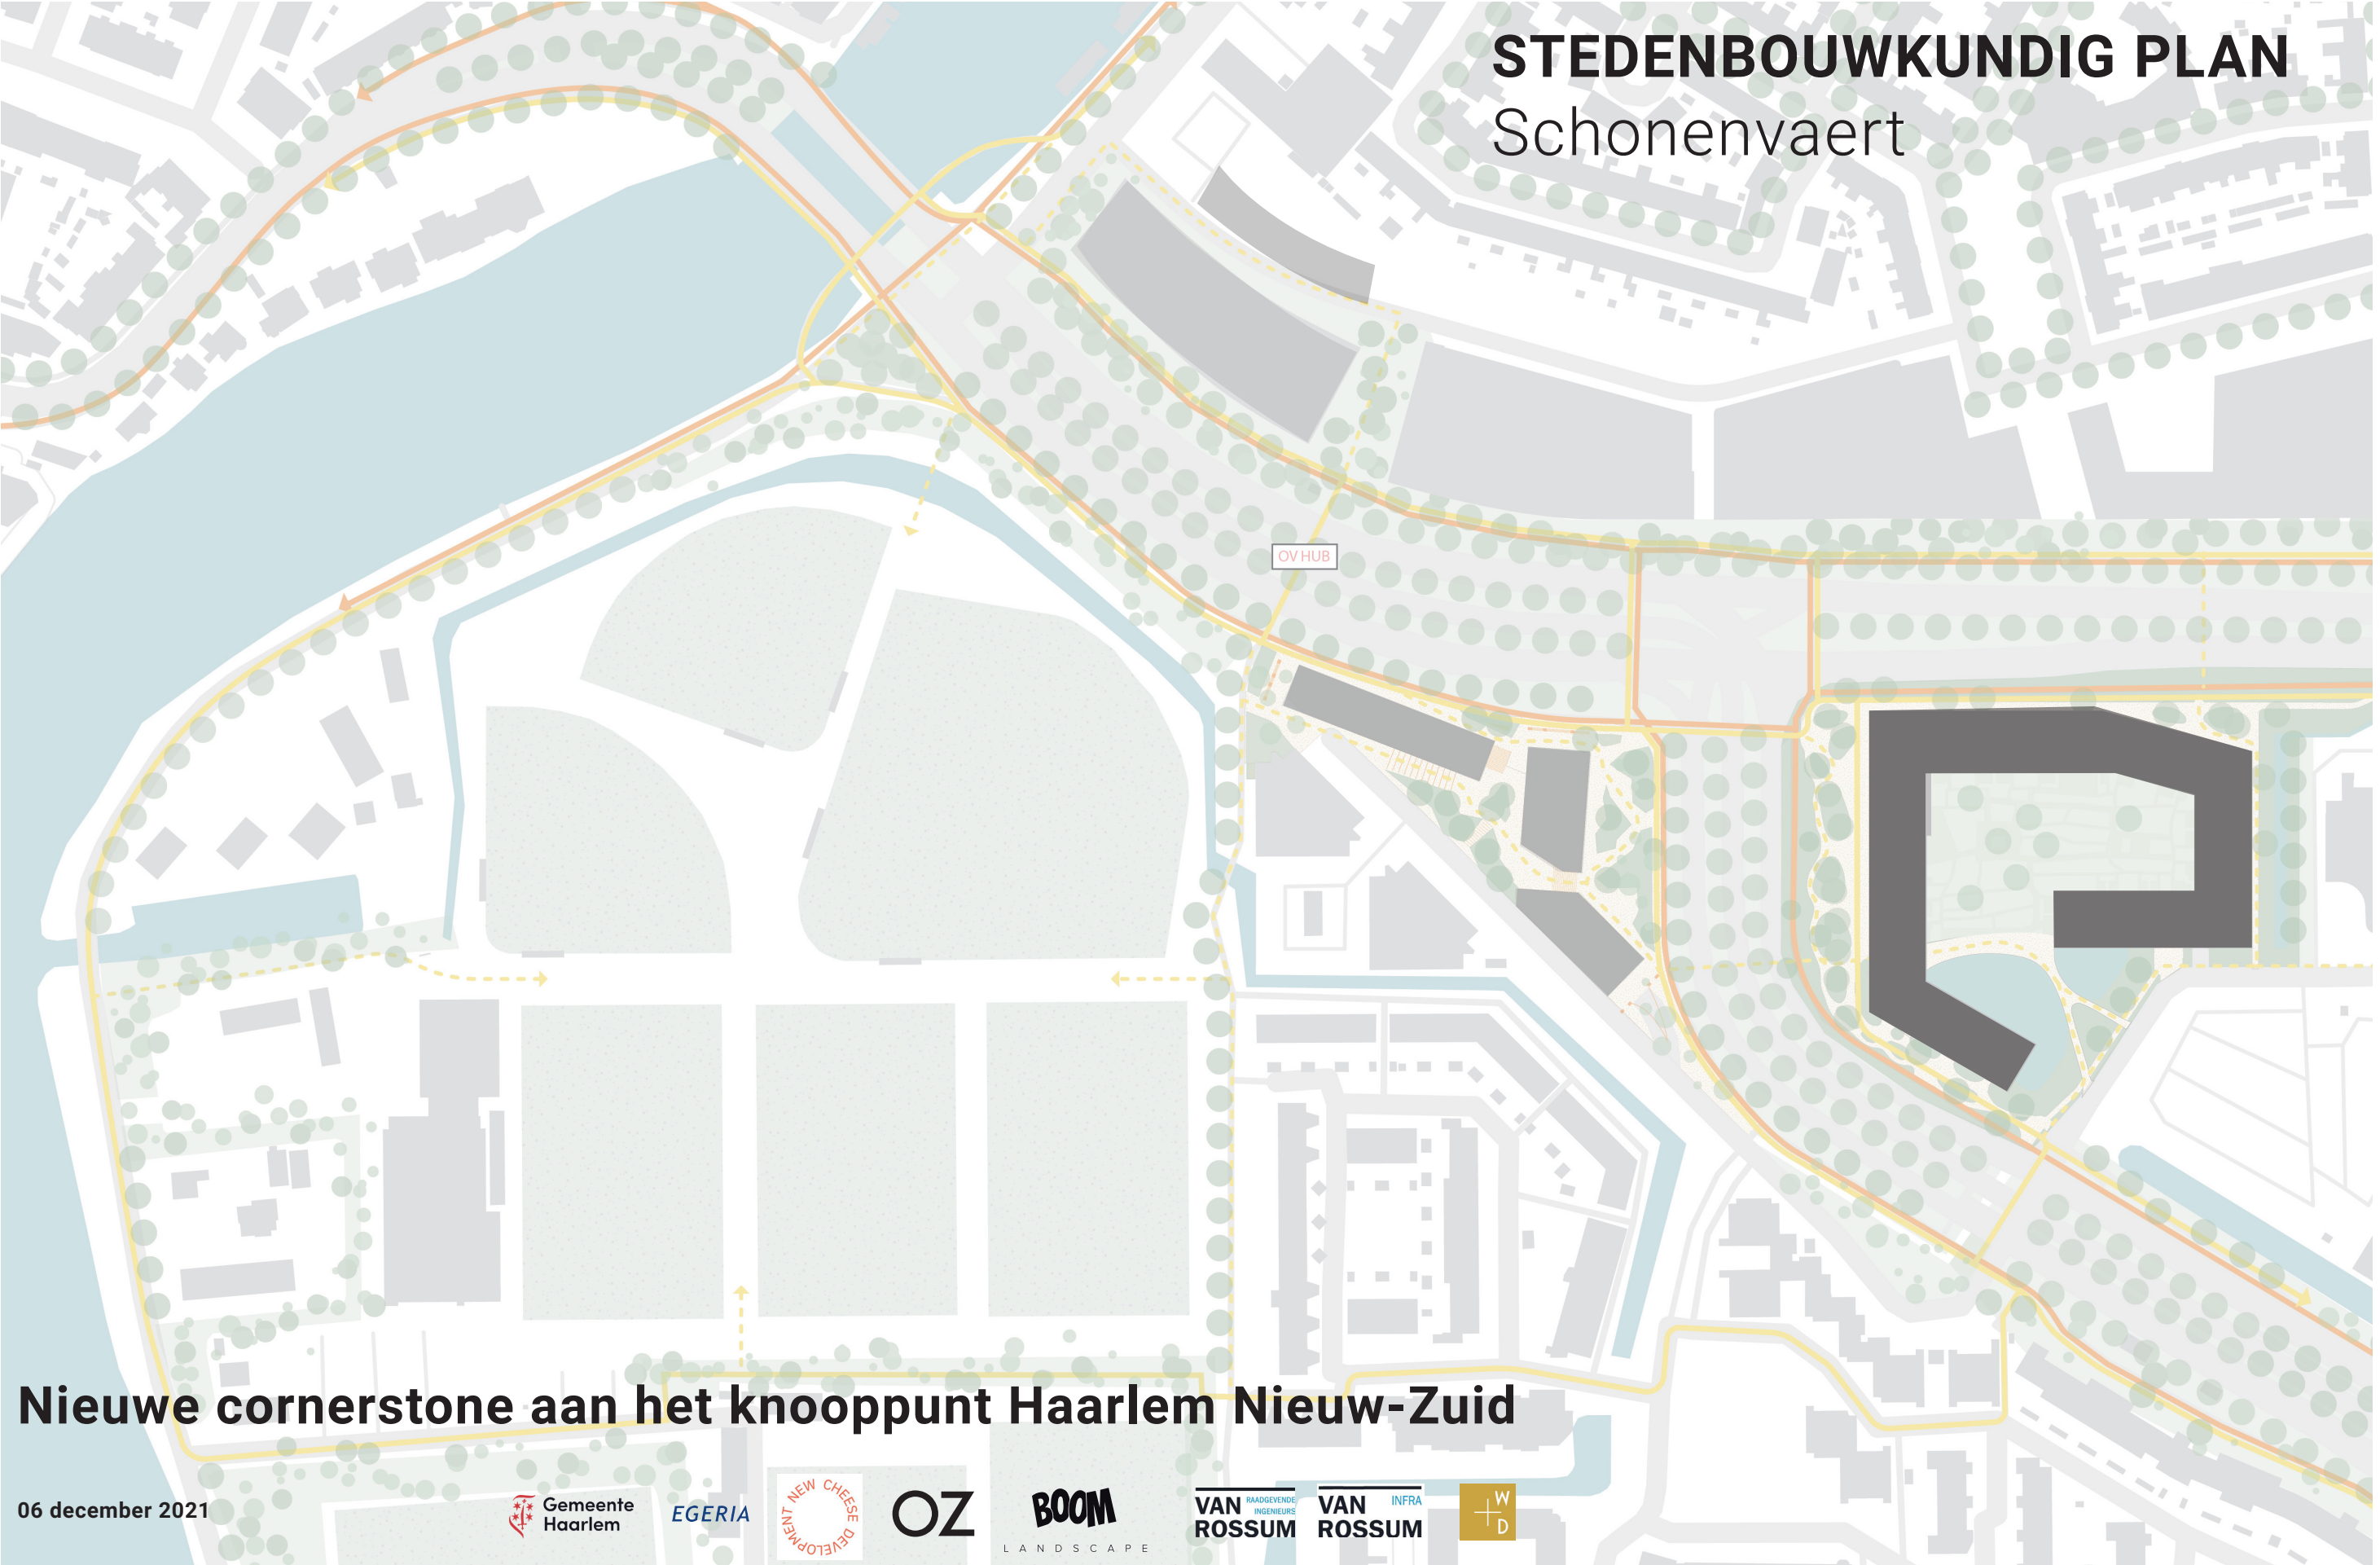 STEDENBOUWKUNDIG PLAN
Schonenvaert
OV HUB
Nieuwe cornerstone aan het knooppunt Haarlem Nieuw-Zuid
06 december 2021
Gemeente
Haarlem
EGERIA
NEW CHEESE DEVELOPMENT
OZ
BOOM
LANDSCAPE
VAN RAADGEVENDE
INGENIEURS
ROSSUM
VAN INFRA
ROSSUM
W
D